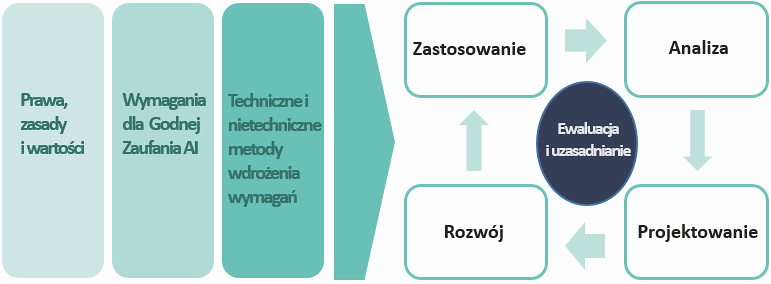 Prawa,
zasady
i wartości
Wymagania
dla Godnej
Zaufania AI
Techniczne i
nietechniczne
metody
wdrożenia
wymagań
Zastosowanie
Analiza
Ewaluacja
i uzasadnianie
Rozwój
Projektowanie